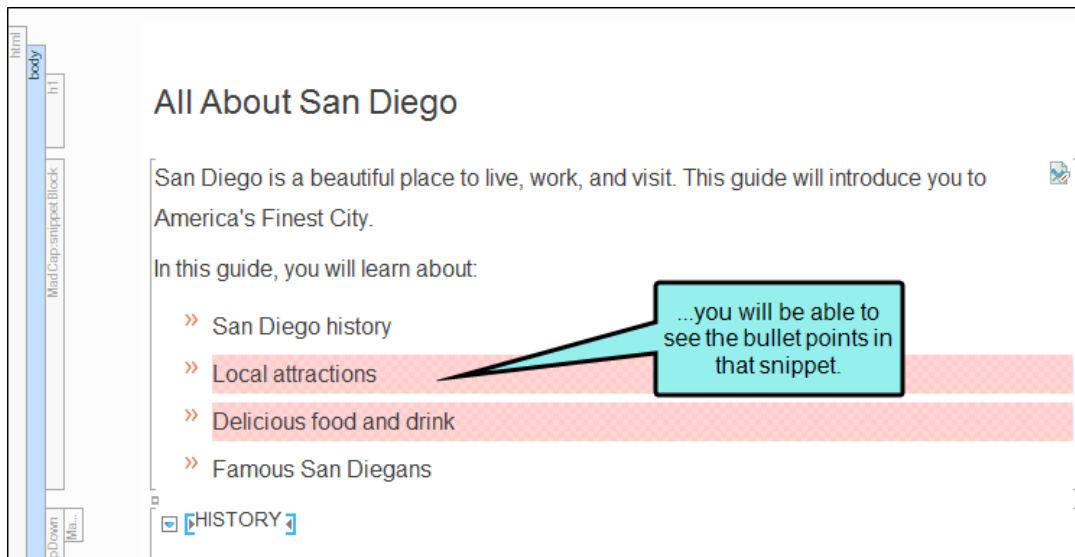 html
body
h1
All About San Diego
MadCap:snippetBlock
San Diego is a beautiful place to live, work, and visit. This guide will introduce you to
America's Finest City.
In this guide, you will learn about:
» San Diego history
» Local attractions
» Delicious food and drink
» Famous San Diegans
...you will be able to
see the bullet points in
that snippet.
pDown
Ma...
HISTORY